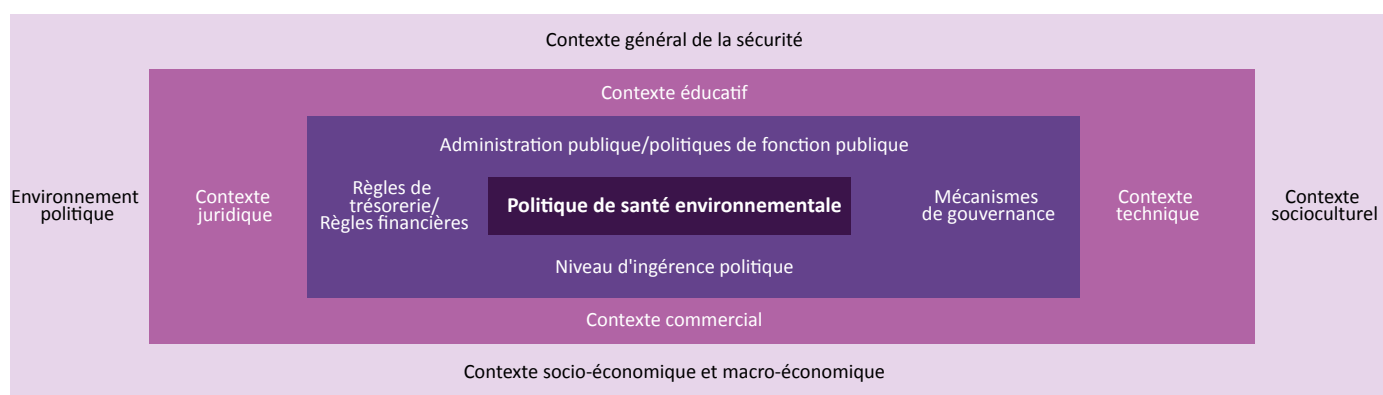 Contexte général de la sécurité
Contexte éducatif
Administration publique/politiques de fonction publique
Environnement
politique
Contexte
juridique
Règles de
trésorerie/
Règles financières
Politique de santé environnementale
Mécanismes
de gouvernance
Contexte
technique
Contexte
socioculturel
Niveau d'ingérence politique
Contexte commercial
Contexte socio-économique et macro-économique